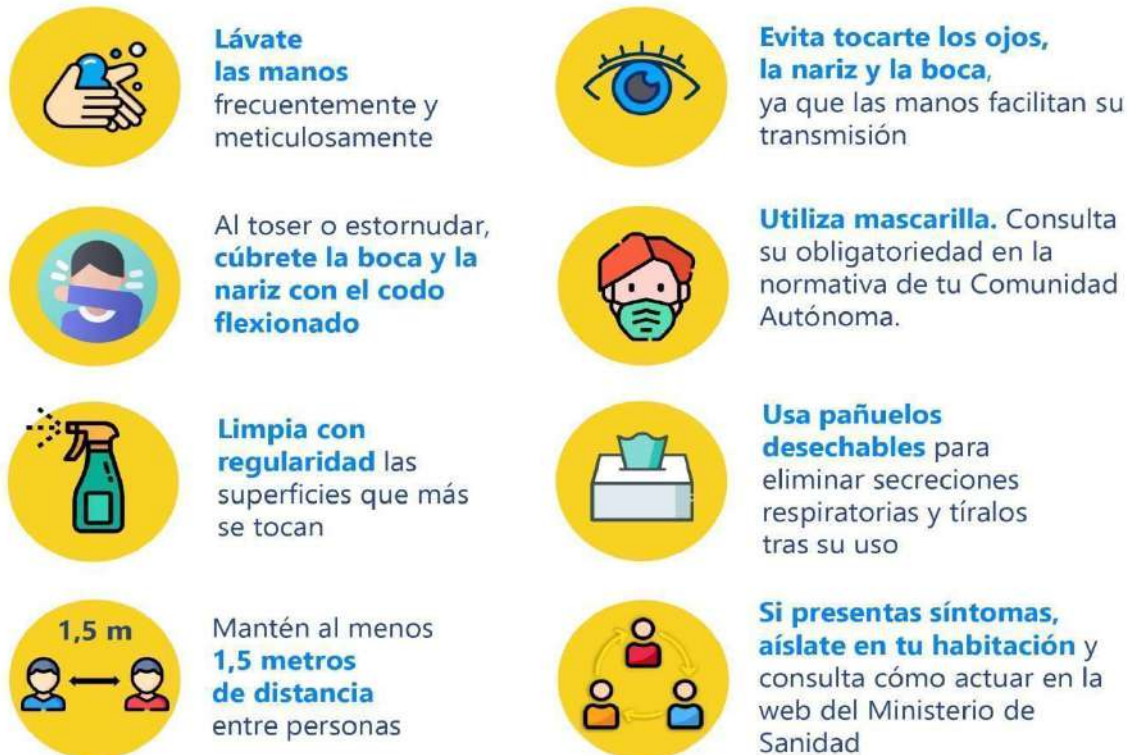 Lávate
las manos
frecuentemente y
meticulosamente
Evita tocarte los ojos,
la nariz y la boca,
ya que las manos facilitan su
transmisión
Al toser o estornudar,
cúbrete la boca y la
nariz con el codo
flexionado
Utiliza mascarilla. Consulta
su obligatoriedad en la
normativa de tu Comunidad
Autónoma.
Limpia con
regularidad las
superficies que más
se tocan
Usa pañuelos
desechables para
eliminar secreciones
respiratorias y tíralos
tras su uso
1,5 m
Mantén al menos
1,5 metros
de distancia
entre personas
Si presentas síntomas,
aíslate en tu habitación y
consulta cómo actuar en la
web del Ministerio de
Sanidad